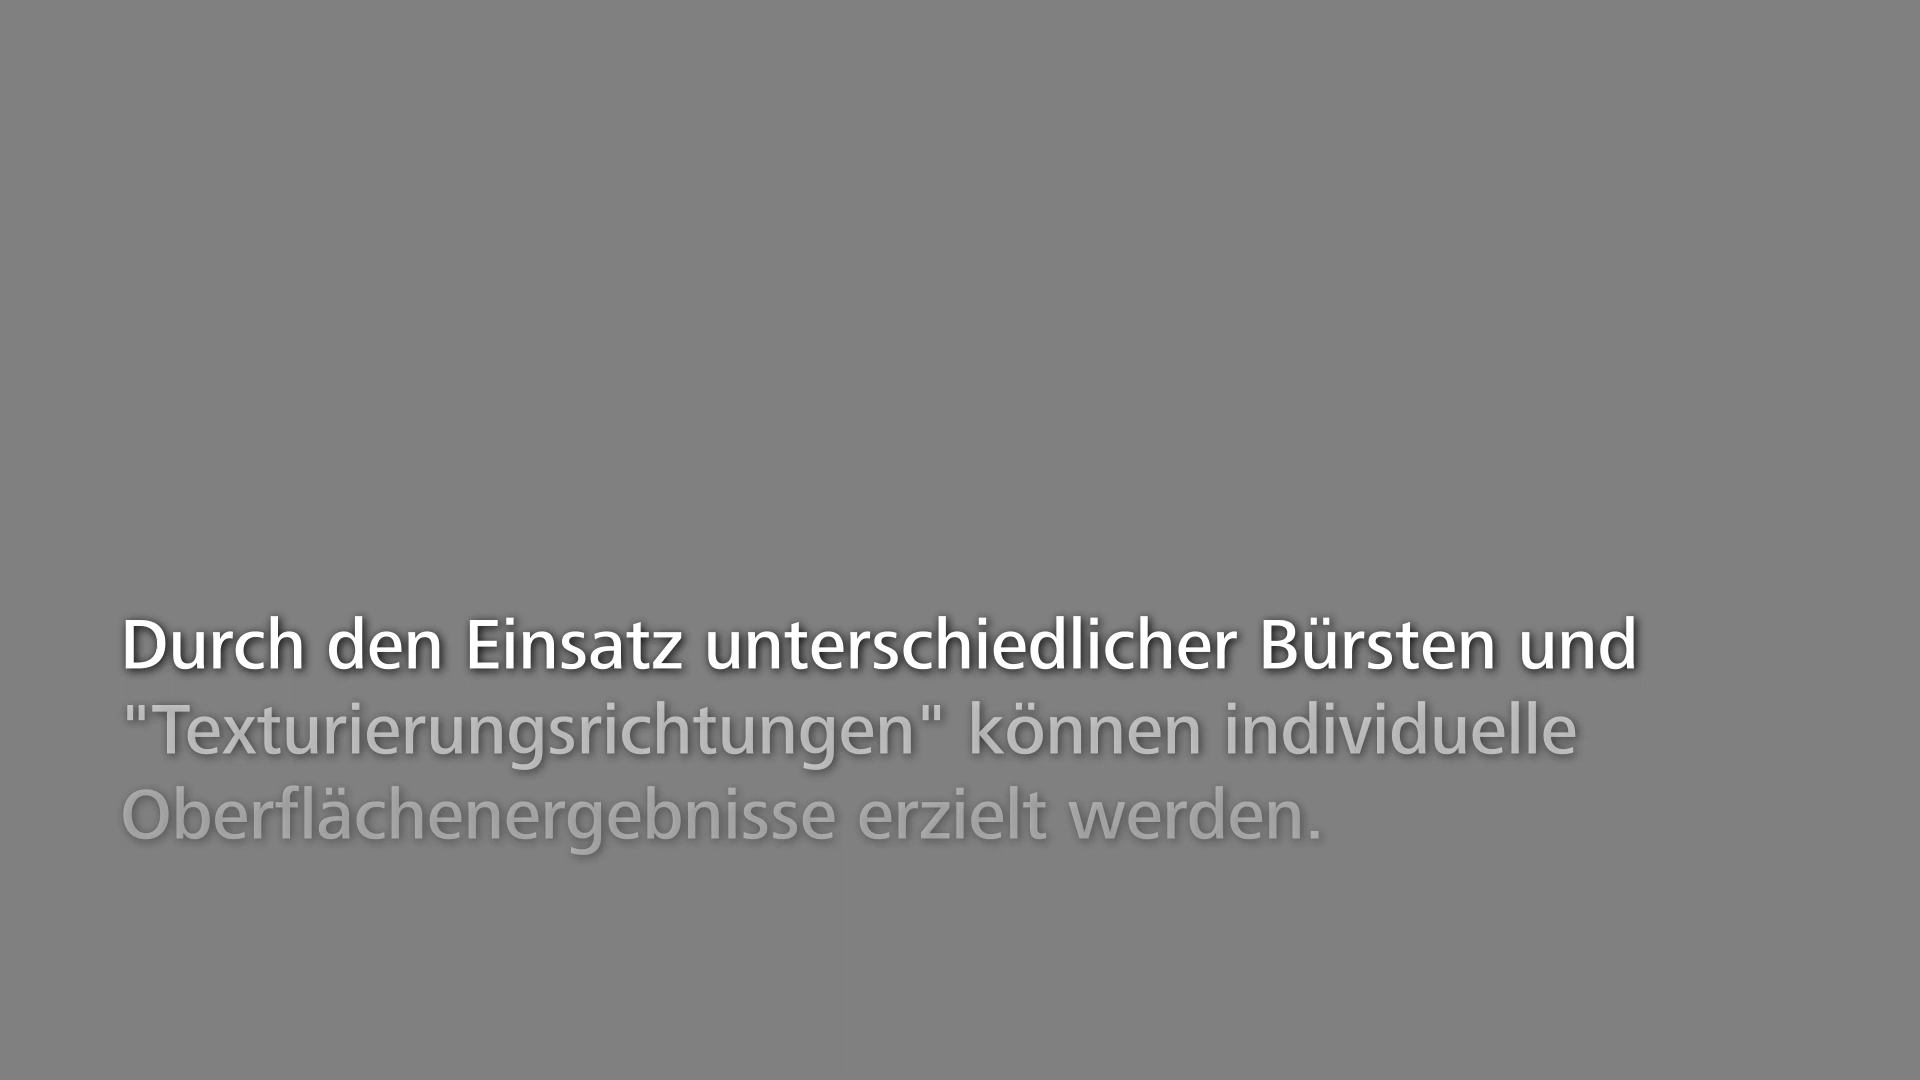 Durch den Einsatz unterschiedlicher Bürsten und
"Texturierungsrichtungen" können individuelle
Oberflächenergebnisse erzielt werden.